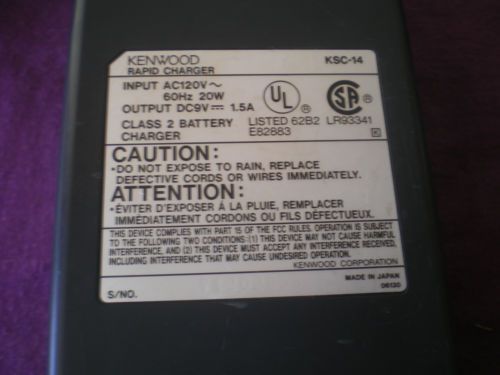 KENWOOD KSC-14
RAPID CHARGER
INPUT AC120V~
60Hz 20W
OUTPUT DC9V⎓ 1.5A
UL ® SA ®
CLASS 2 BATTERY LISTED 62B2 LR93341
CHARGER E82883 K
CAUTION:
•DO NOT EXPOSE TO RAIN, REPLACE
DEFECTIVE CORDS OR WIRES IMMEDIATELY.
ATTENTION:
•ÉVITER D'EXPOSER À LA PLUIE, REMPLACER
IMMÉDIATEMENT CORDONS OU FILS DÉFECTUEUX.
THIS DEVICE COMPLIES WITH PART 15 OF THE FCC RULES. OPERATION IS SUBJECT
TO THE FOLLOWING TWO CONDITIONS:(1) THIS DEVICE MAY NOT CAUSE HARMFUL
INTERFERENCE, AND (2) THIS DEVICE MUST ACCEPT ANY INTERFERENCE RECEIVED,
INCLUDING INTERFERENCE THAT MAY CAUSE UNDESIRED OPERATION.
KENWOOD CORPORATION
MADE IN JAPAN
S/NO. 06130